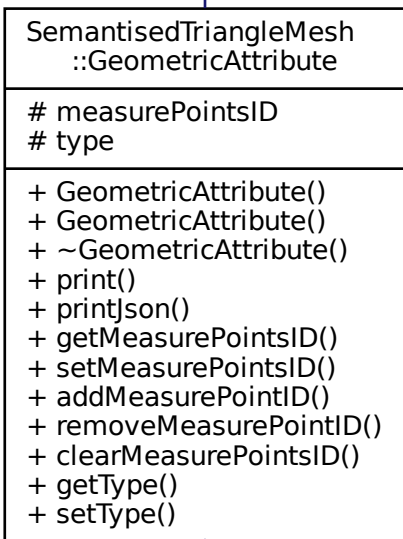 SemantisedTriangleMesh
::GeometricAttribute
# measurePointsID
# type
+ GeometricAttribute()
+ GeometricAttribute()
+ ~GeometricAttribute()
+ print()
+ printJson()
+ getMeasurePointsID()
+ setMeasurePointsID()
+ addMeasurePointID()
+ removeMeasurePointID()
+ clearMeasurePointsID()
+ getType()
+ setType()